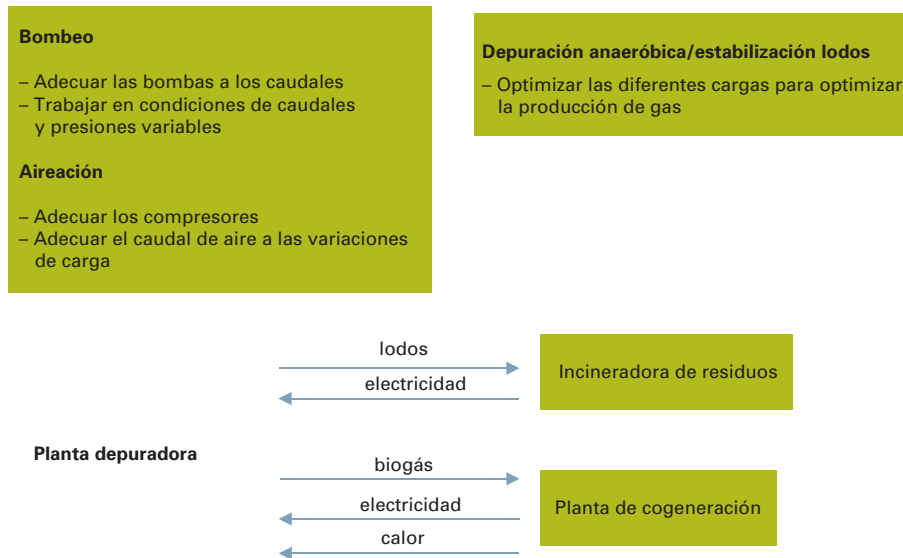 Bombeo
– Adecuar las bombas a los caudales
– Trabajar en condiciones de caudales
y presiones variables
Aireación
– Adecuar los compresores
– Adecuar el caudal de aire a las variaciones
de carga
Depuración anaeróbica/estabilización lodos
– Optimizar las diferentes cargas para optimizar
la producción de gas
lodos
electricidad
Incineradora de residuos
Planta depuradora
biogás
electricidad
calor
Planta de cogeneración